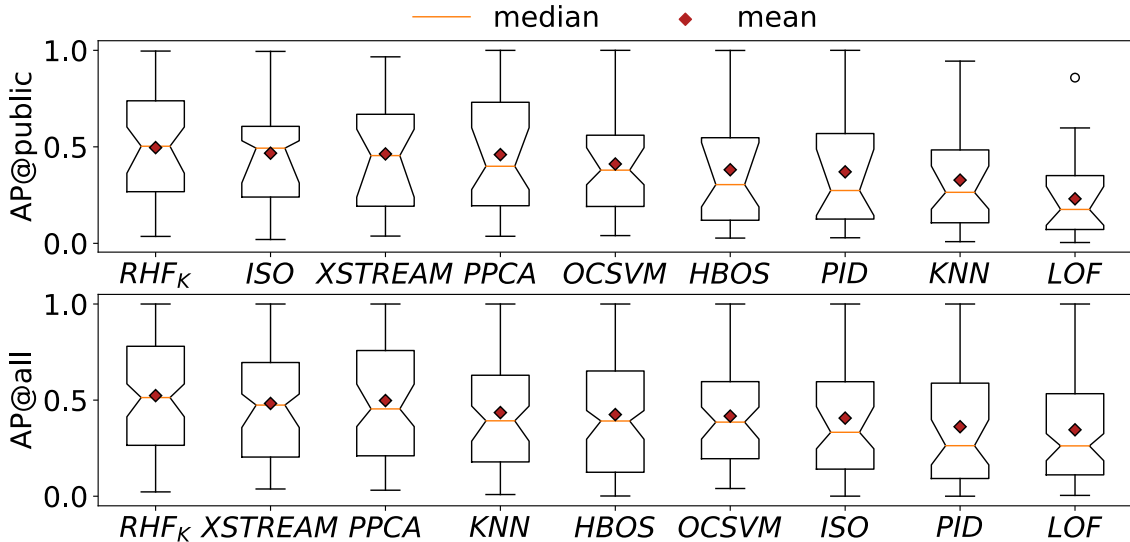 median mean
AP@public
1.0
0.5
0.0
RHF_K ISO XSTREAM PPCA OCSVM HBOS PID KNN LOF
AP@all
1.0
0.5
0.0
RHF_K XSTREAM PPCA KNN HBOS OCSVM ISO PID LOF